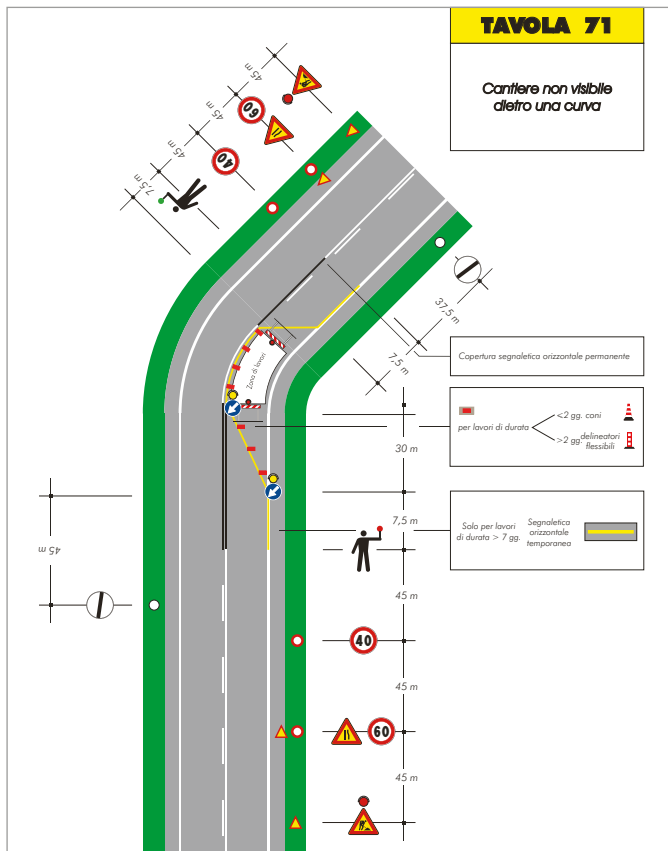 TAVOLA 71
Cantiere non visibile
dietro una curva
45 m
45 m
45 m
7,5 m
60
40
37,5 m
7,5 m
Zona di lavori
Copertura segnaletica orizzontale permanente
per lavori di durata
<2 gg. coni
>2 gg. delineatori
flessibili
30 m
7,5 m
Solo per lavori
di durata > 7 gg.
Segnaletica
orizzontale
temporanea
45 m
45 m
40
45 m
60
45 m